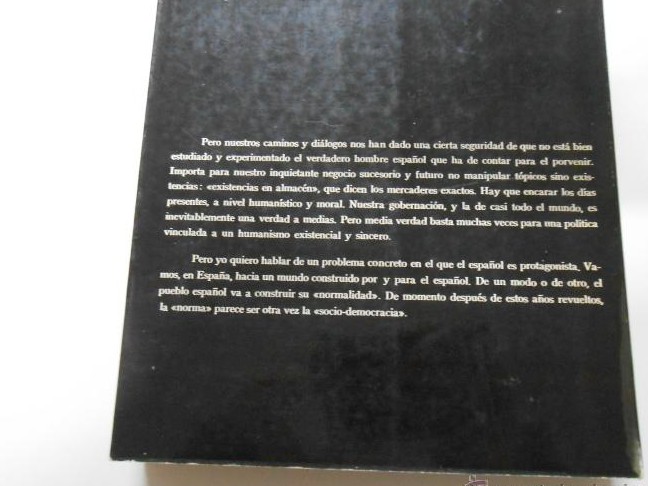 Pero nuestros caminos y diálogos nos han dado una cierta seguridad de que no está bien
estudiado y experimentado el verdadero hombre español que ha de contar para el porvenir.
Importa para nuestro inquietante negocio sucesorio y futuro no manipular tópicos sino exis-
tencias: «existencias en almacén», que dicen los mercaderes exactos. Hay que encarar los días
presentes, a nivel humanístico y moral. Nuestra gobernación, y la de casi todo el mundo, es
inevitablemente una verdad a medias. Pero media verdad basta muchas veces para una política
vinculada a un humanismo existencial y sincero.
Pero yo quiero hablar de un problema concreto en el que el español es protagonista. Va-
mos, en España, hacia un mundo construido por y para el español. De un modo o de otro, el
pueblo español va a construir su «normalidad». De momento después de estos años revueltos,
la «norma» parece ser otra vez la «socio-democracia».